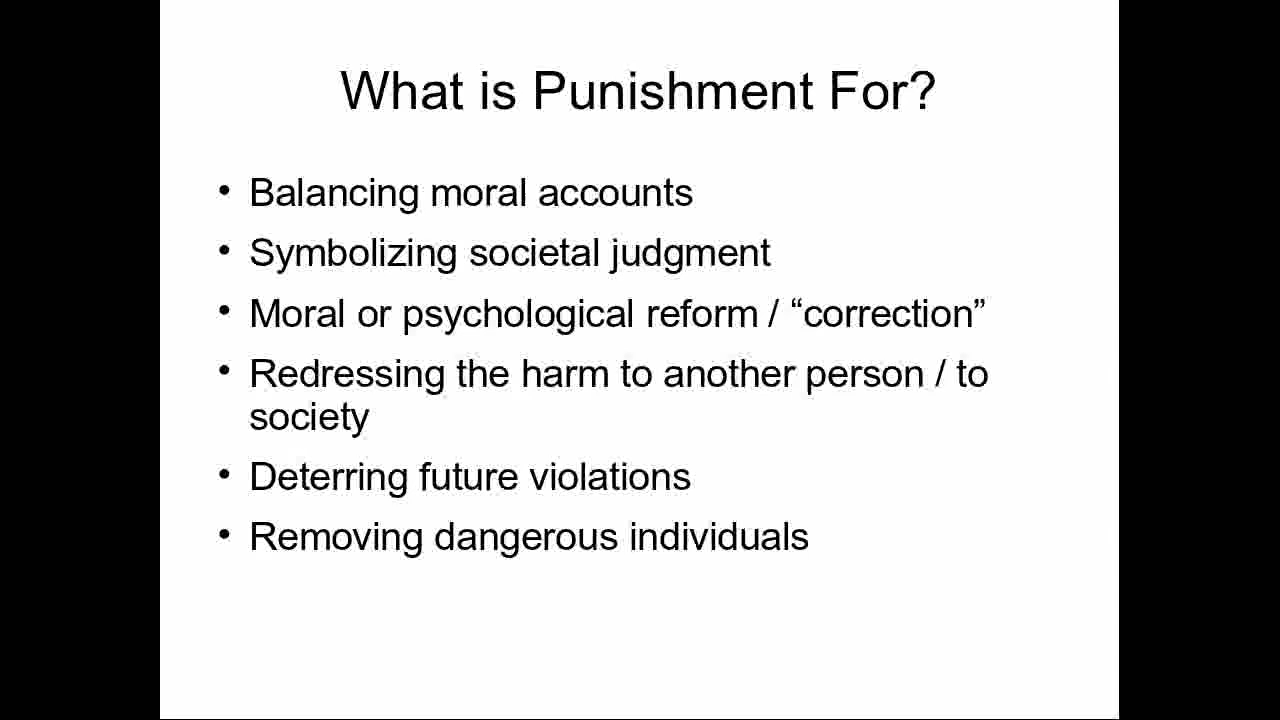 What is Punishment For?
• Balancing moral accounts
• Symbolizing societal judgment
• Moral or psychological reform / “correction”
• Redressing the harm to another person / to
society
• Deterring future violations
• Removing dangerous individuals